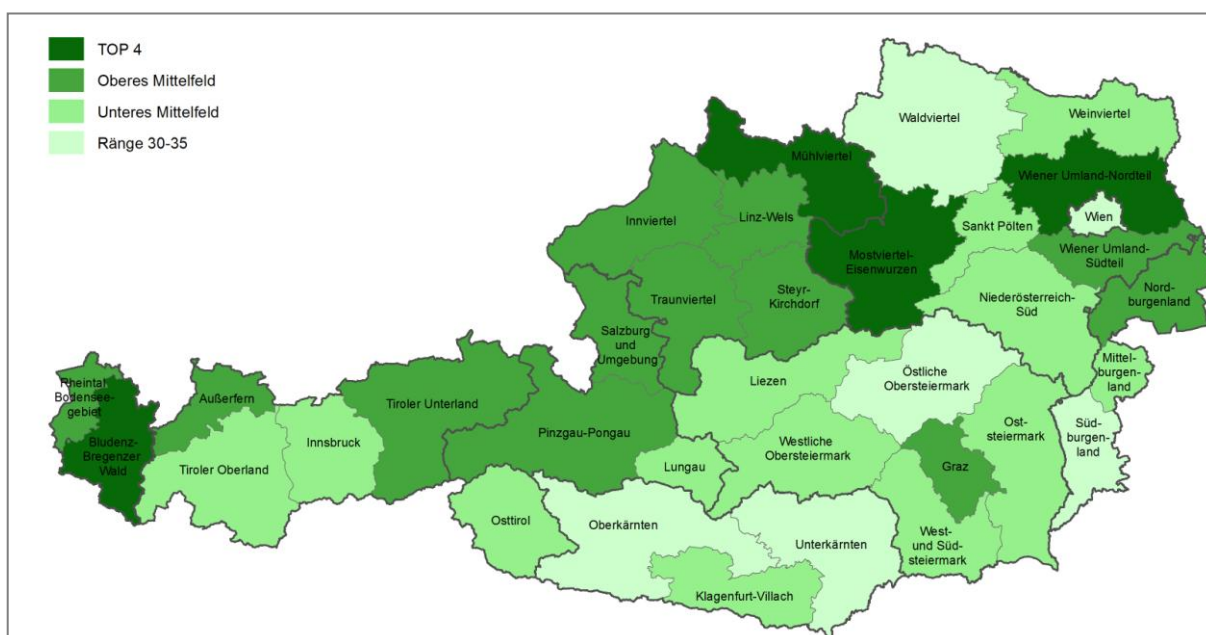 TOP 4
Oberes Mittelfeld
Unteres Mittelfeld
Ränge 30-35
Waldviertel
Weinviertel
Mühlviertel
Wiener Umland-Nordteil
Innviertel
Linz-Wels
Wien
Sankt Pölten
Mostviertel-
Eisenwurzen
Wiener Umland-
Südteil
Traunviertel
Steyr-
Kirchdorf
Niederösterreich-
Süd
Nord-
burgenland
Salzburg
und
Umgebung
Liezen
Östliche
Obersteiermark
Mittel-
burgen-
land
Rheintal-
Bodensee-
gebiet
Außerfern
Tiroler Unterland
Bludenz-
Bregenzer
Wald
Tiroler Oberland
Innsbruck
Pinzgau-Pongau
Lungau
Westliche
Obersteiermark
Ost-
steiermark
Süd-
burgen-
land
Graz
Osttirol
Oberkärnten
Unterkärnten
West-
und Süd-
steiermark
Klagenfurt-Villach